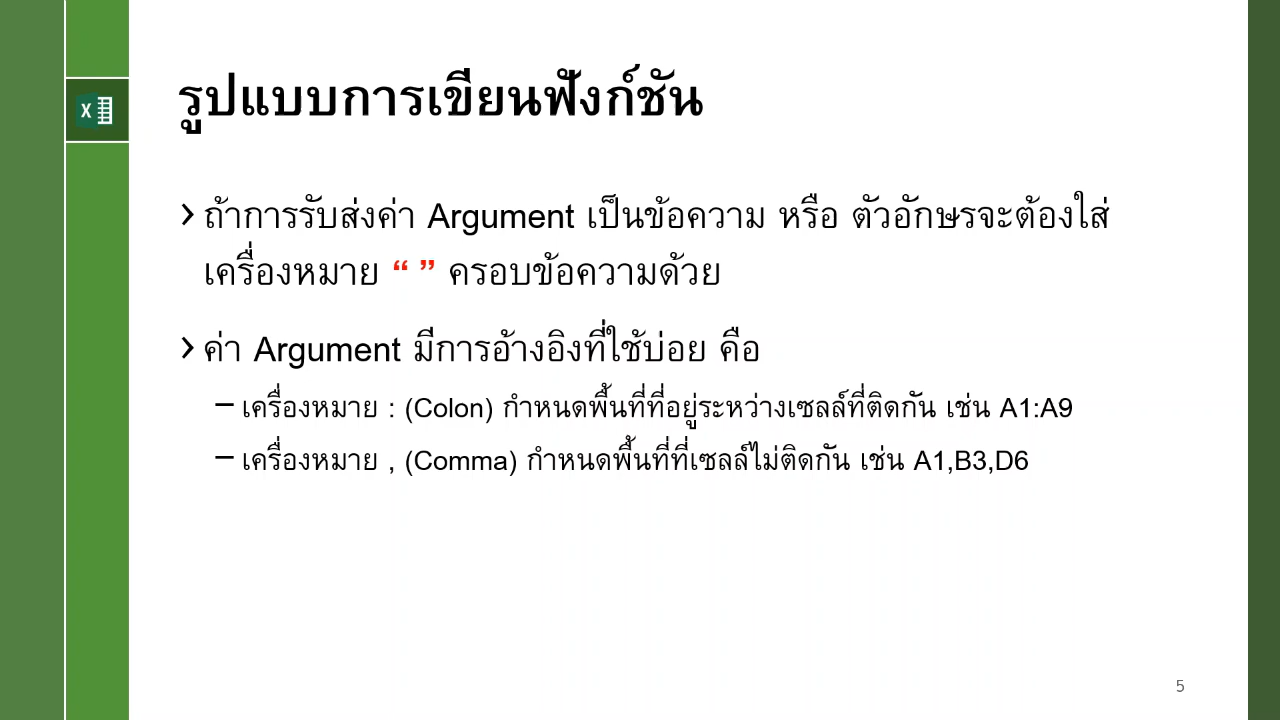 X
รูปแบบการเขียนฟังก์ชัน
› ถ้าการรับส่งค่า Argument เป็นข้อความ หรือ ตัวอักษรจะต้องใส่
เครื่องหมาย “ ” ครอบข้อความด้วย
› ค่า Argument มีการอ้างอิงที่ใช้บ่อย คือ
– เครื่องหมาย : (Colon) กำหนดพื้นที่ที่อยู่ระหว่างเซลล์ที่ติดกัน เช่น A1:A9
– เครื่องหมาย , (Comma) กำหนดพื้นที่ที่เซลล์ไม่ติดกัน เช่น A1,B3,D6
5